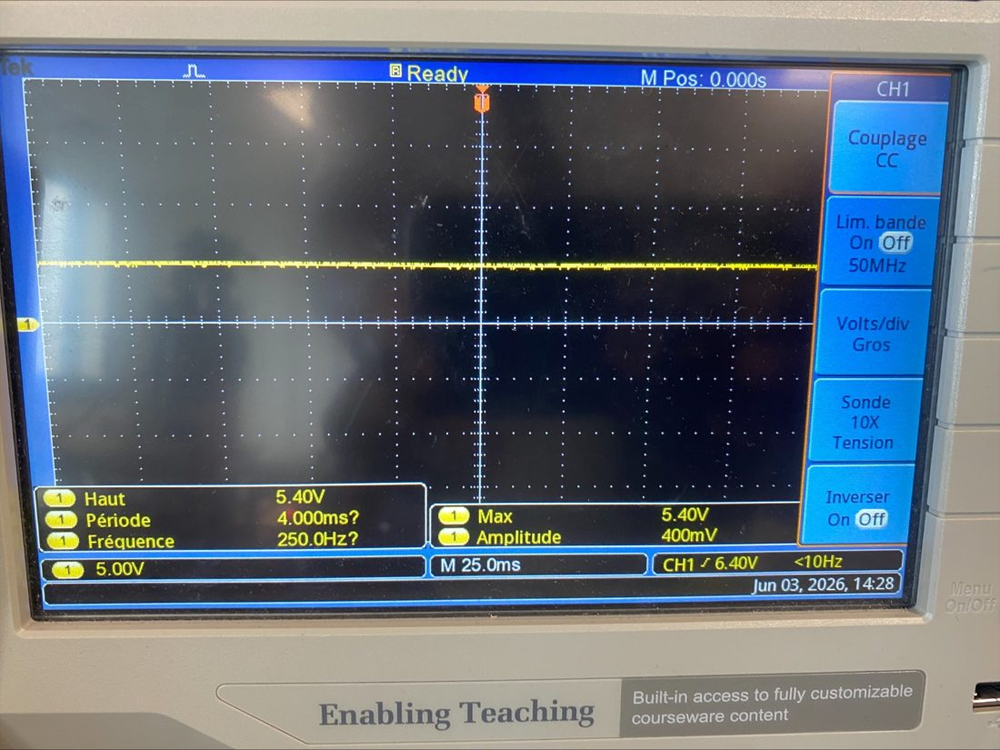 Tek
R Ready
M Pos: 0.000s
T
CH1
Couplage
CC
Lim. bande
On Off
50MHz
Volts/div
Gros
Sonde
10X
Tension
Inverser
On Off
1
1 Haut 5.40V
1 Période 4.000ms?
1 Fréquence 250.0Hz?
1 Max 5.40V
1 Amplitude 400mV
1 5.00V
M 25.0ms
CH1 6.40V <10Hz
Jun 03, 2026, 14:28
Menu
On/Off
Enabling Teaching
Built-in access to fully customizable
courseware content